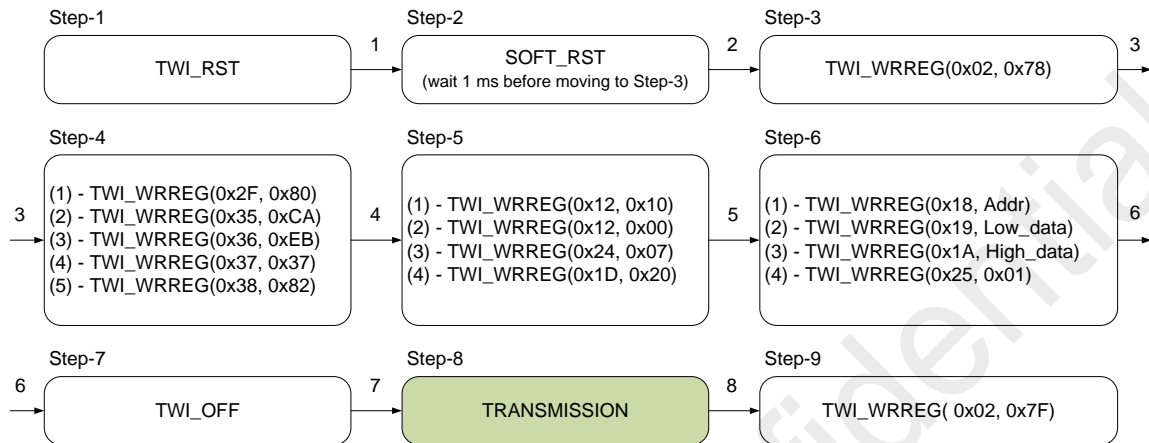 Step-1
Step-2
Step-3
TWI_RST
1
SOFT_RST
(wait 1 ms before moving to Step-3)
2
TWI_WRREG(0x02, 0x78)
3
Step-4
Step-5
Step-6
3
(1) - TWI_WRREG(0x2F, 0x80)
(2) - TWI_WRREG(0x35, 0xCA)
(3) - TWI_WRREG(0x36, 0xEB)
(4) - TWI_WRREG(0x37, 0x37)
(5) - TWI_WRREG(0x38, 0x82)
4
(1) - TWI_WRREG(0x12, 0x10)
(2) - TWI_WRREG(0x12, 0x00)
(3) - TWI_WRREG(0x24, 0x07)
(4) - TWI_WRREG(0x1D, 0x20)
5
(1) - TWI_WRREG(0x18, Addr)
(2) - TWI_WRREG(0x19, Low_data)
(3) - TWI_WRREG(0x1A, High_data)
(4) - TWI_WRREG(0x25, 0x01)
6
Step-7
Step-8
Step-9
6
TWI_OFF
7
TRANSMISSION
8
TWI_WRREG( 0x02, 0x7F)
fidential